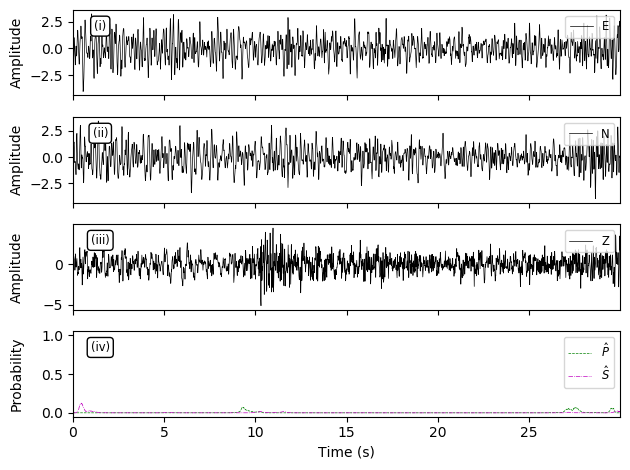 (i)
E
Amplitude
2.5
0.0
−2.5
(ii)
N
Amplitude
2.5
0.0
−2.5
(iii)
Z
Amplitude
0
−5
(iv)
P̂
Ŝ
Probability
1.0
0.5
0.0
0 5 10 15 20 25
Time (s)